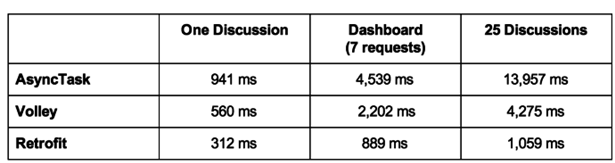 One Discussion Dashboard (7 requests) 25 Discussions
AsyncTask 941 ms 4,539 ms 13,957 ms
Volley 560 ms 2,202 ms 4,275 ms
Retrofit 312 ms 889 ms 1,059 ms